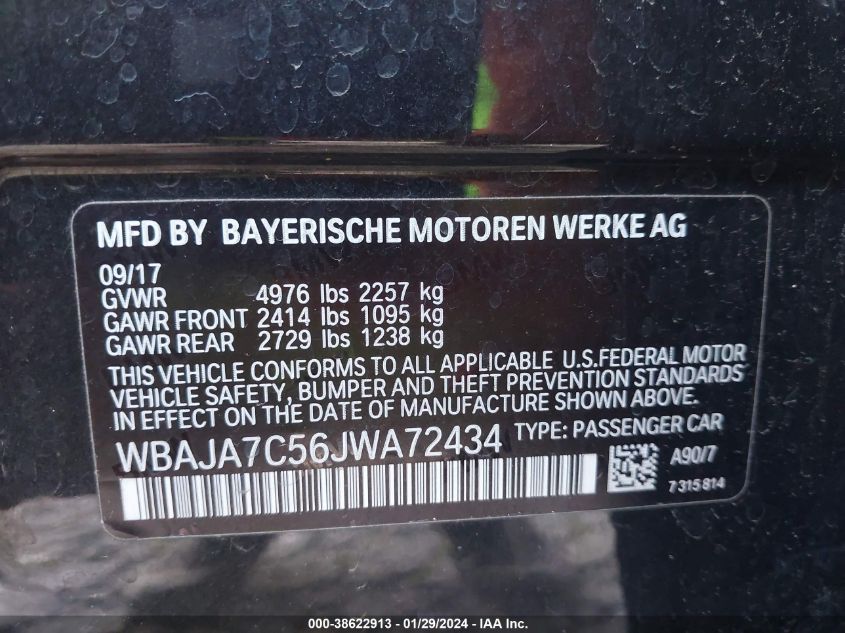 MFD BY BAYERISCHE MOTOREN WERKE AG
09/17
GVWR 4976 lbs 2257 kg
GAWR FRONT 2414 lbs 1095 kg
GAWR REAR 2729 lbs 1238 kg
THIS VEHICLE CONFORMS TO ALL APPLICABLE U.S.FEDERAL MOTOR
VEHICLE SAFETY, BUMPER AND THEFT PREVENTION STANDARDS
IN EFFECT ON THE DATE OF MANUFACTURE SHOWN ABOVE.
WBAJA7C56JWA72434 TYPE: PASSENGER CAR
A90/7
7 315 814
000-38622913 - 01/29/2024 - IAA Inc.